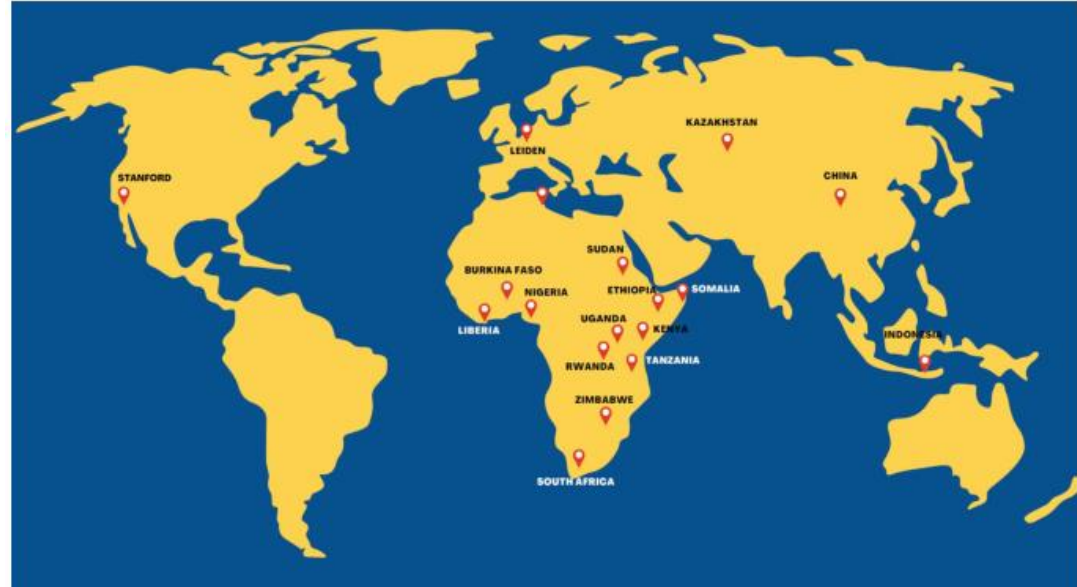 KAZAKHSTAN
LEIDEN
STANFORD
CHINA
SUDAN
BURKINA FASO
NIGERIA
ETHIOPIA
SOMALIA
LIBERIA
UGANDA
KENYA
INDONESIA
RWANDA
TANZANIA
ZIMBABWE
SOUTH AFRICA